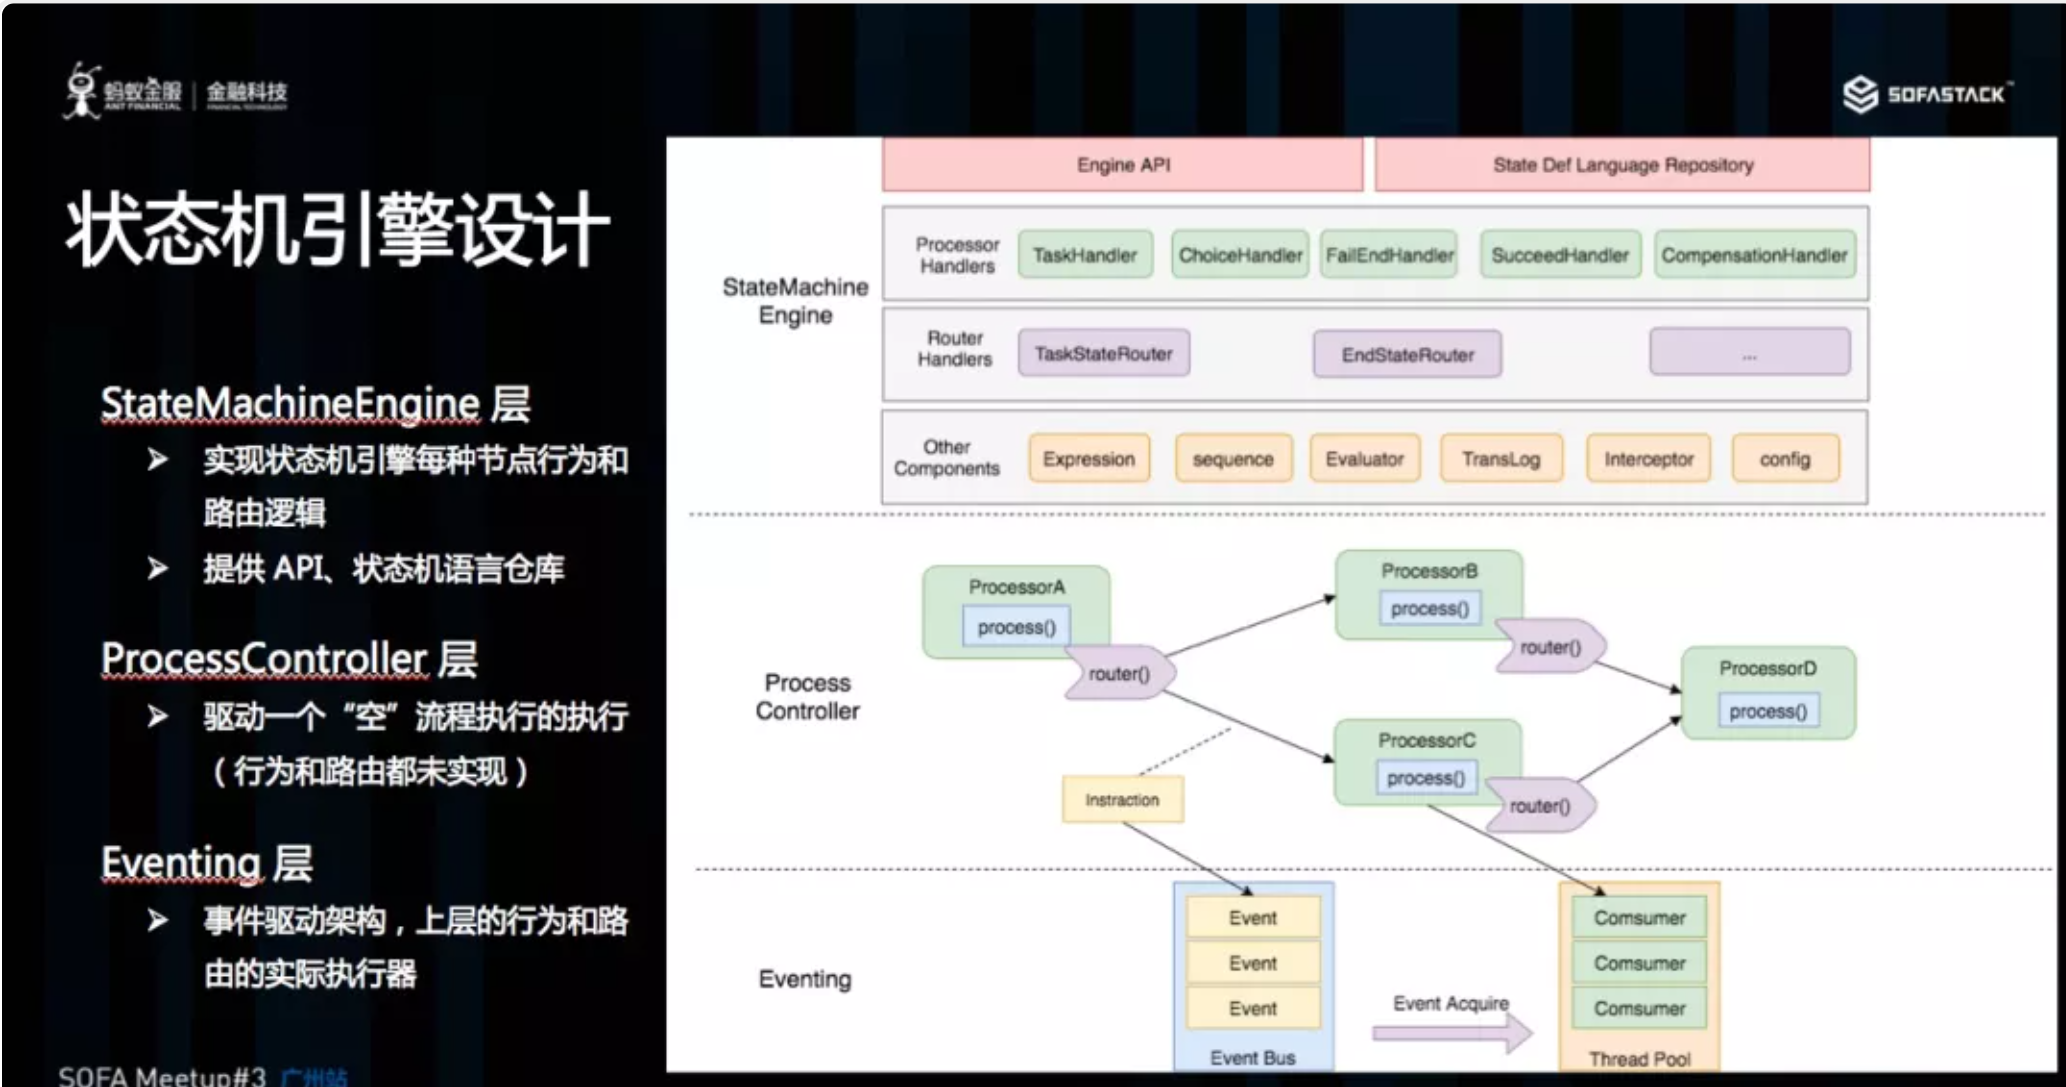 蚂蚁金服 | 金融科技
ANT FINANCIAL FINANCIAL TECHNOLOGY
SOFASTACK™
状态机引擎设计
StateMachineEngine 层
➤ 实现状态机引擎每种节点行为和
路由逻辑
➤ 提供 API、状态机语言仓库
ProcessController 层
➤ 驱动一个“空”流程执行的执行
（行为和路由都未实现）
Eventing 层
➤ 事件驱动架构，上层的行为和路
由的实际执行器
SOFA Meetup#3 广州站
Engine API
State Def Language Repository
StateMachine
Engine
Processor
Handlers
TaskHandler
ChoiceHandler
FailEndHandler
SucceedHandler
CompensationHandler
Router
Handlers
TaskStateRouter
EndStateRouter
...
Other
Components
Expression
sequence
Evaluator
TransLog
Interceptor
config
Process
Controller
ProcessorA
process()
router()
ProcessorB
process()
router()
ProcessorC
process()
router()
ProcessorD
process()
Instraction
Eventing
Event
Event
Event
Event Bus
Event Acquire
Comsumer
Comsumer
Comsumer
Thread Pool